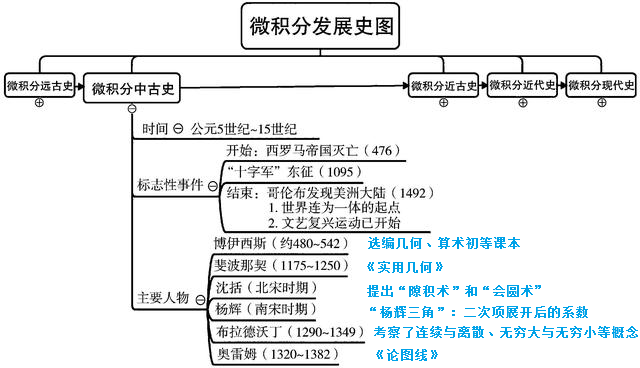 微积分发展史图
微积分远古史
微积分中古史
微积分近古史
微积分近代史
微积分现代史
时间 公元5世纪~15世纪
标志性事件
开始：西罗马帝国灭亡（476）
“十字军”东征（1095）
结束：哥伦布发现美洲大陆（1492）
1. 世界连为一体的起点
2. 文艺复兴运动已开始
主要人物
博伊西斯（约480~542） 选编几何、算术初等课本
斐波那契（1175~1250） 《实用几何》
沈括（北宋时期） 提出“隙积术”和“会圆术”
杨辉（南宋时期） “杨辉三角”：二次项展开后的系数
布拉德沃丁（1290~1349） 考察了连续与离散、无穷大与无穷小等概念
奥雷姆（1320~1382） 《论图线》